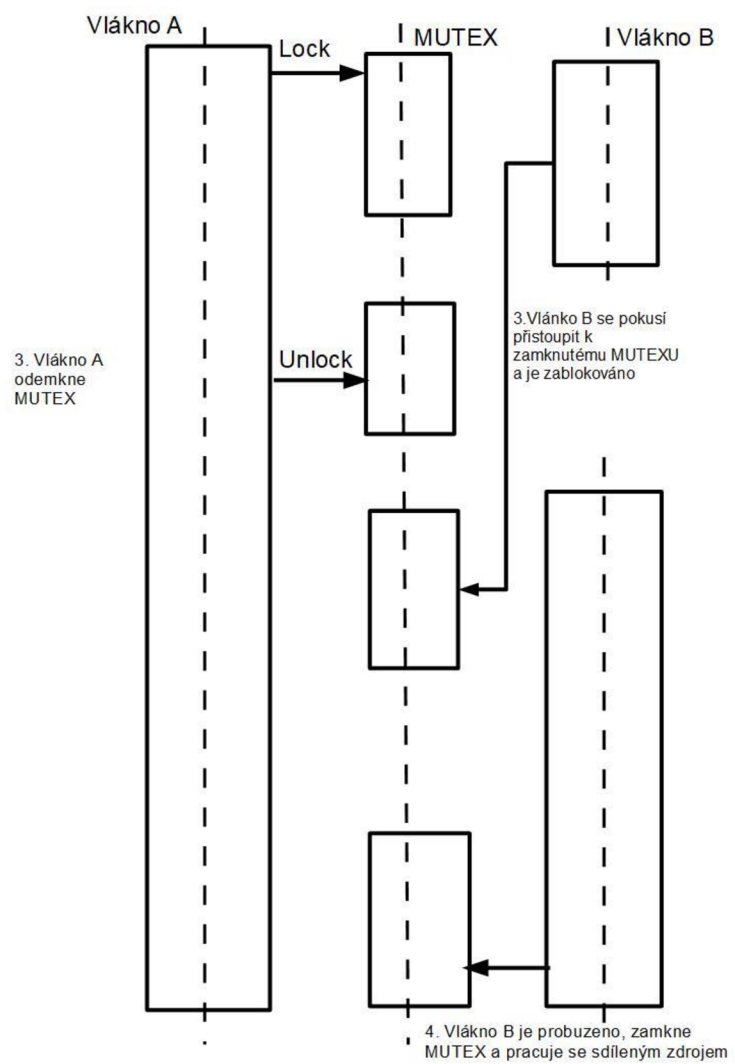 Vlákno A
MUTEX
Vlákno B
Lock
3.Vlánko B se pokusí
přistoupit k
zamknutému MUTEXU
a je zablokováno
3. Vlákno A
odemkne
MUTEX
Unlock
4. Vlákno B je probuzeno, zamkne
MUTEX a pracuje se sdíleným zdrojem